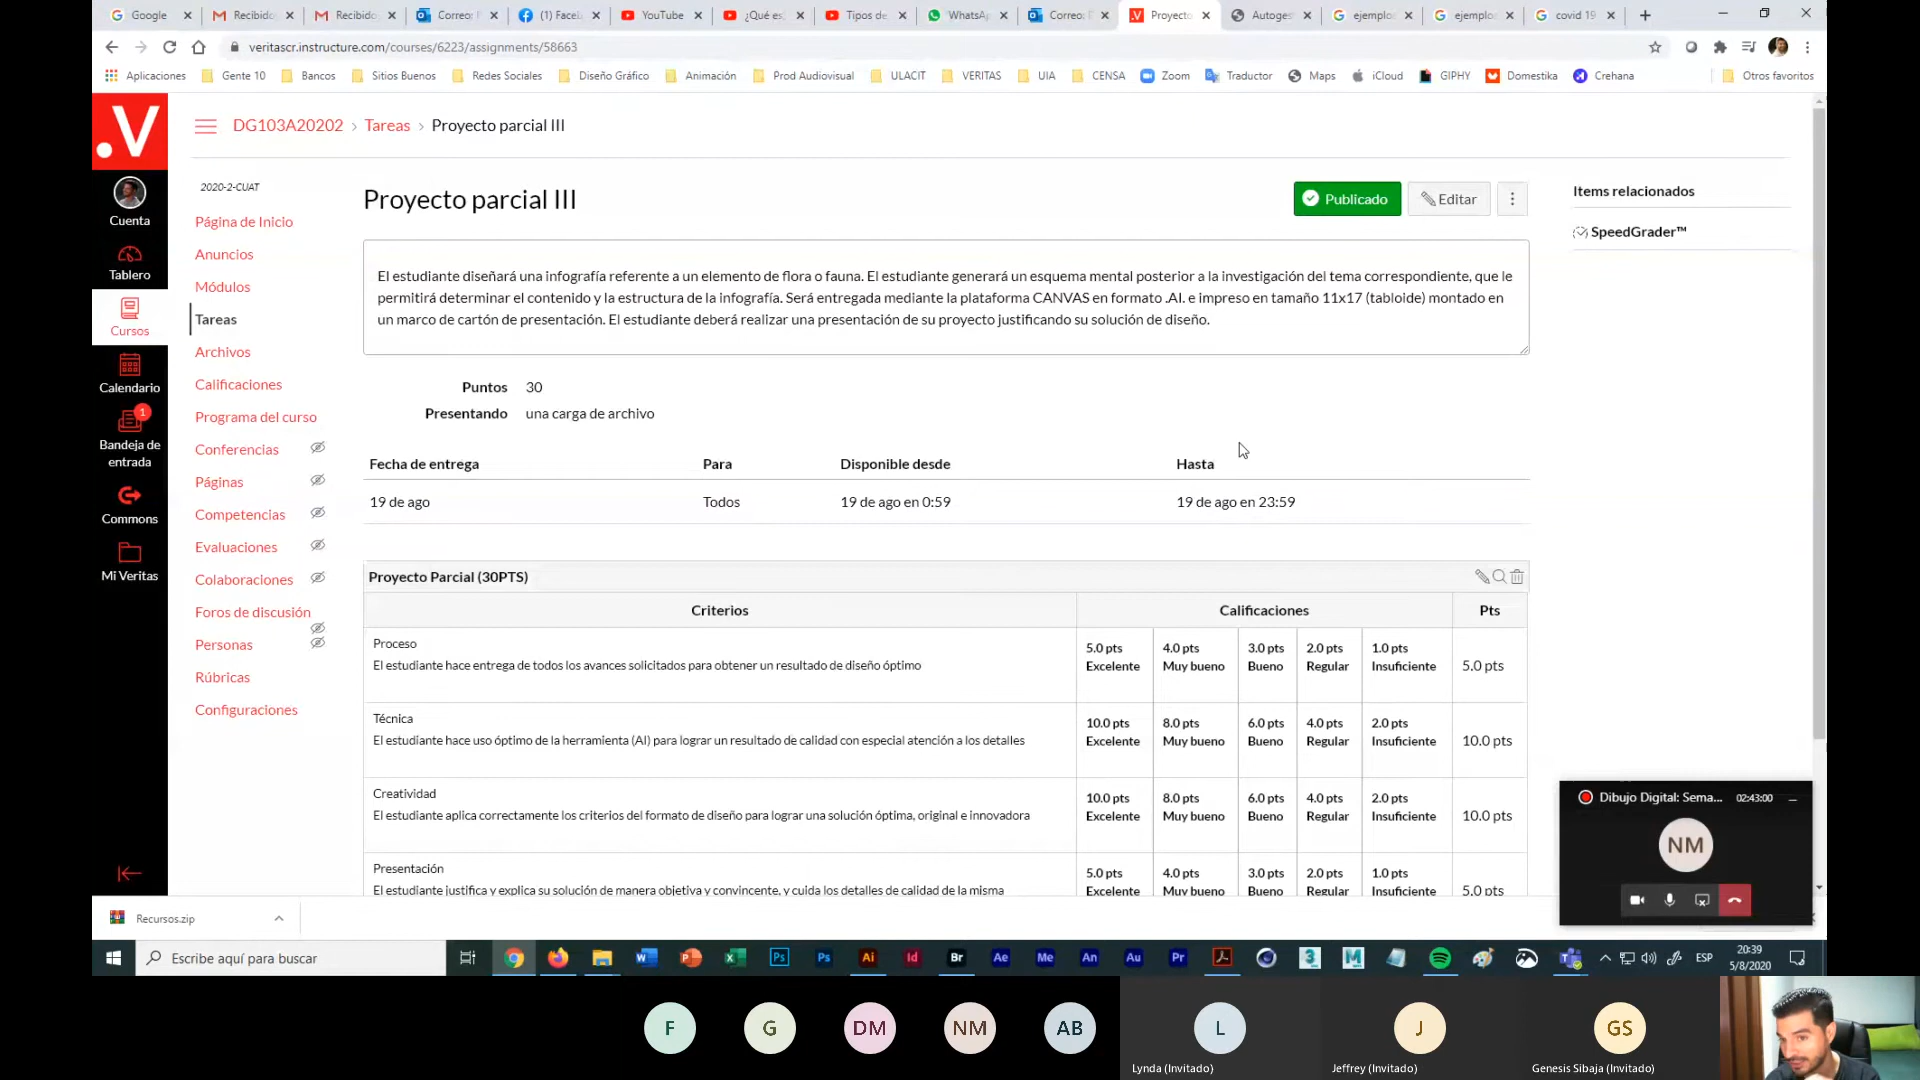 Google
Recibido
Recibido
Correo: F
(1) Face
YouTube
¿Qué es
Tipos de
WhatsA
Correo: F
Proyecto
Autoges
ejemplo
ejemplo
covid 19
veritascr.instructure.com/courses/6223/assignments/58663
Aplicaciones
Gente 10
Bancos
Sitios Buenos
Redes Sociales
Diseño Gráfico
Animación
Prod Audiovisual
ULACIT
VERITAS
UIA
CENSA
Zoom
Traductor
Maps
iCloud
GIPHY
Domestika
Crehana
Otros favoritos
.V
DG103A20202 › Tareas › Proyecto parcial III
Cuenta
Tablero
Cursos
Calendario
1
Bandeja de
entrada
Commons
Mi Veritas
2020-2-CUAT
Página de Inicio
Anuncios
Módulos
Tareas
Archivos
Calificaciones
Programa del curso
Conferencias
Páginas
Competencias
Evaluaciones
Colaboraciones
Foros de discusión
Personas
Rúbricas
Configuraciones
Proyecto parcial III
Publicado
Editar
Items relacionados
SpeedGrader™
El estudiante diseñará una infografía referente a un elemento de flora o fauna. El estudiante generará un esquema mental posterior a la investigación del tema correspondiente, que le
permitirá determinar el contenido y la estructura de la infografía. Será entregada mediante la plataforma CANVAS en formato .AI. e impreso en tamaño 11x17 (tabloide) montado en
un marco de cartón de presentación. El estudiante deberá realizar una presentación de su proyecto justificando su solución de diseño.
Puntos 30
Presentando una carga de archivo
Fecha de entrega Para Disponible desde Hasta
19 de ago Todos 19 de ago en 0:59 19 de ago en 23:59
Proyecto Parcial (30PTS)
Criterios Calificaciones Pts
Proceso
El estudiante hace entrega de todos los avances solicitados para obtener un resultado de diseño óptimo
5.0 pts 4.0 pts 3.0 pts 2.0 pts 1.0 pts
Excelente Muy bueno Bueno Regular Insuficiente
5.0 pts
Técnica
El estudiante hace uso óptimo de la herramienta (AI) para lograr un resultado de calidad con especial atención a los detalles
10.0 pts 8.0 pts 6.0 pts 4.0 pts 2.0 pts
Excelente Muy bueno Bueno Regular Insuficiente
10.0 pts
Creatividad
El estudiante aplica correctamente los criterios del formato de diseño para lograr una solución óptima, original e innovadora
10.0 pts 8.0 pts 6.0 pts 4.0 pts 2.0 pts
Excelente Muy bueno Bueno Regular Insuficiente
10.0 pts
Presentación
El estudiante justifica y explica su solución de manera objetiva y convincente, y cuida los detalles de calidad de la misma
5.0 pts 4.0 pts 3.0 pts 2.0 pts 1.0 pts
Excelente Muy bueno Bueno Regular Insuficiente
5.0 pts
Dibujo Digital: Sema... 02:43:00
NM
Recursos.zip
Escribe aquí para buscar
Ps
Ps
Ai
Id
Br
Ae
Me
An
Au
Pr
3
M
ESP
20:39
5/8/2020
F
G
DM
NM
AB
L
J
GS
Lynda (Invitado)
Jeffrey (Invitado)
Genesis Sibaja (Invitado)